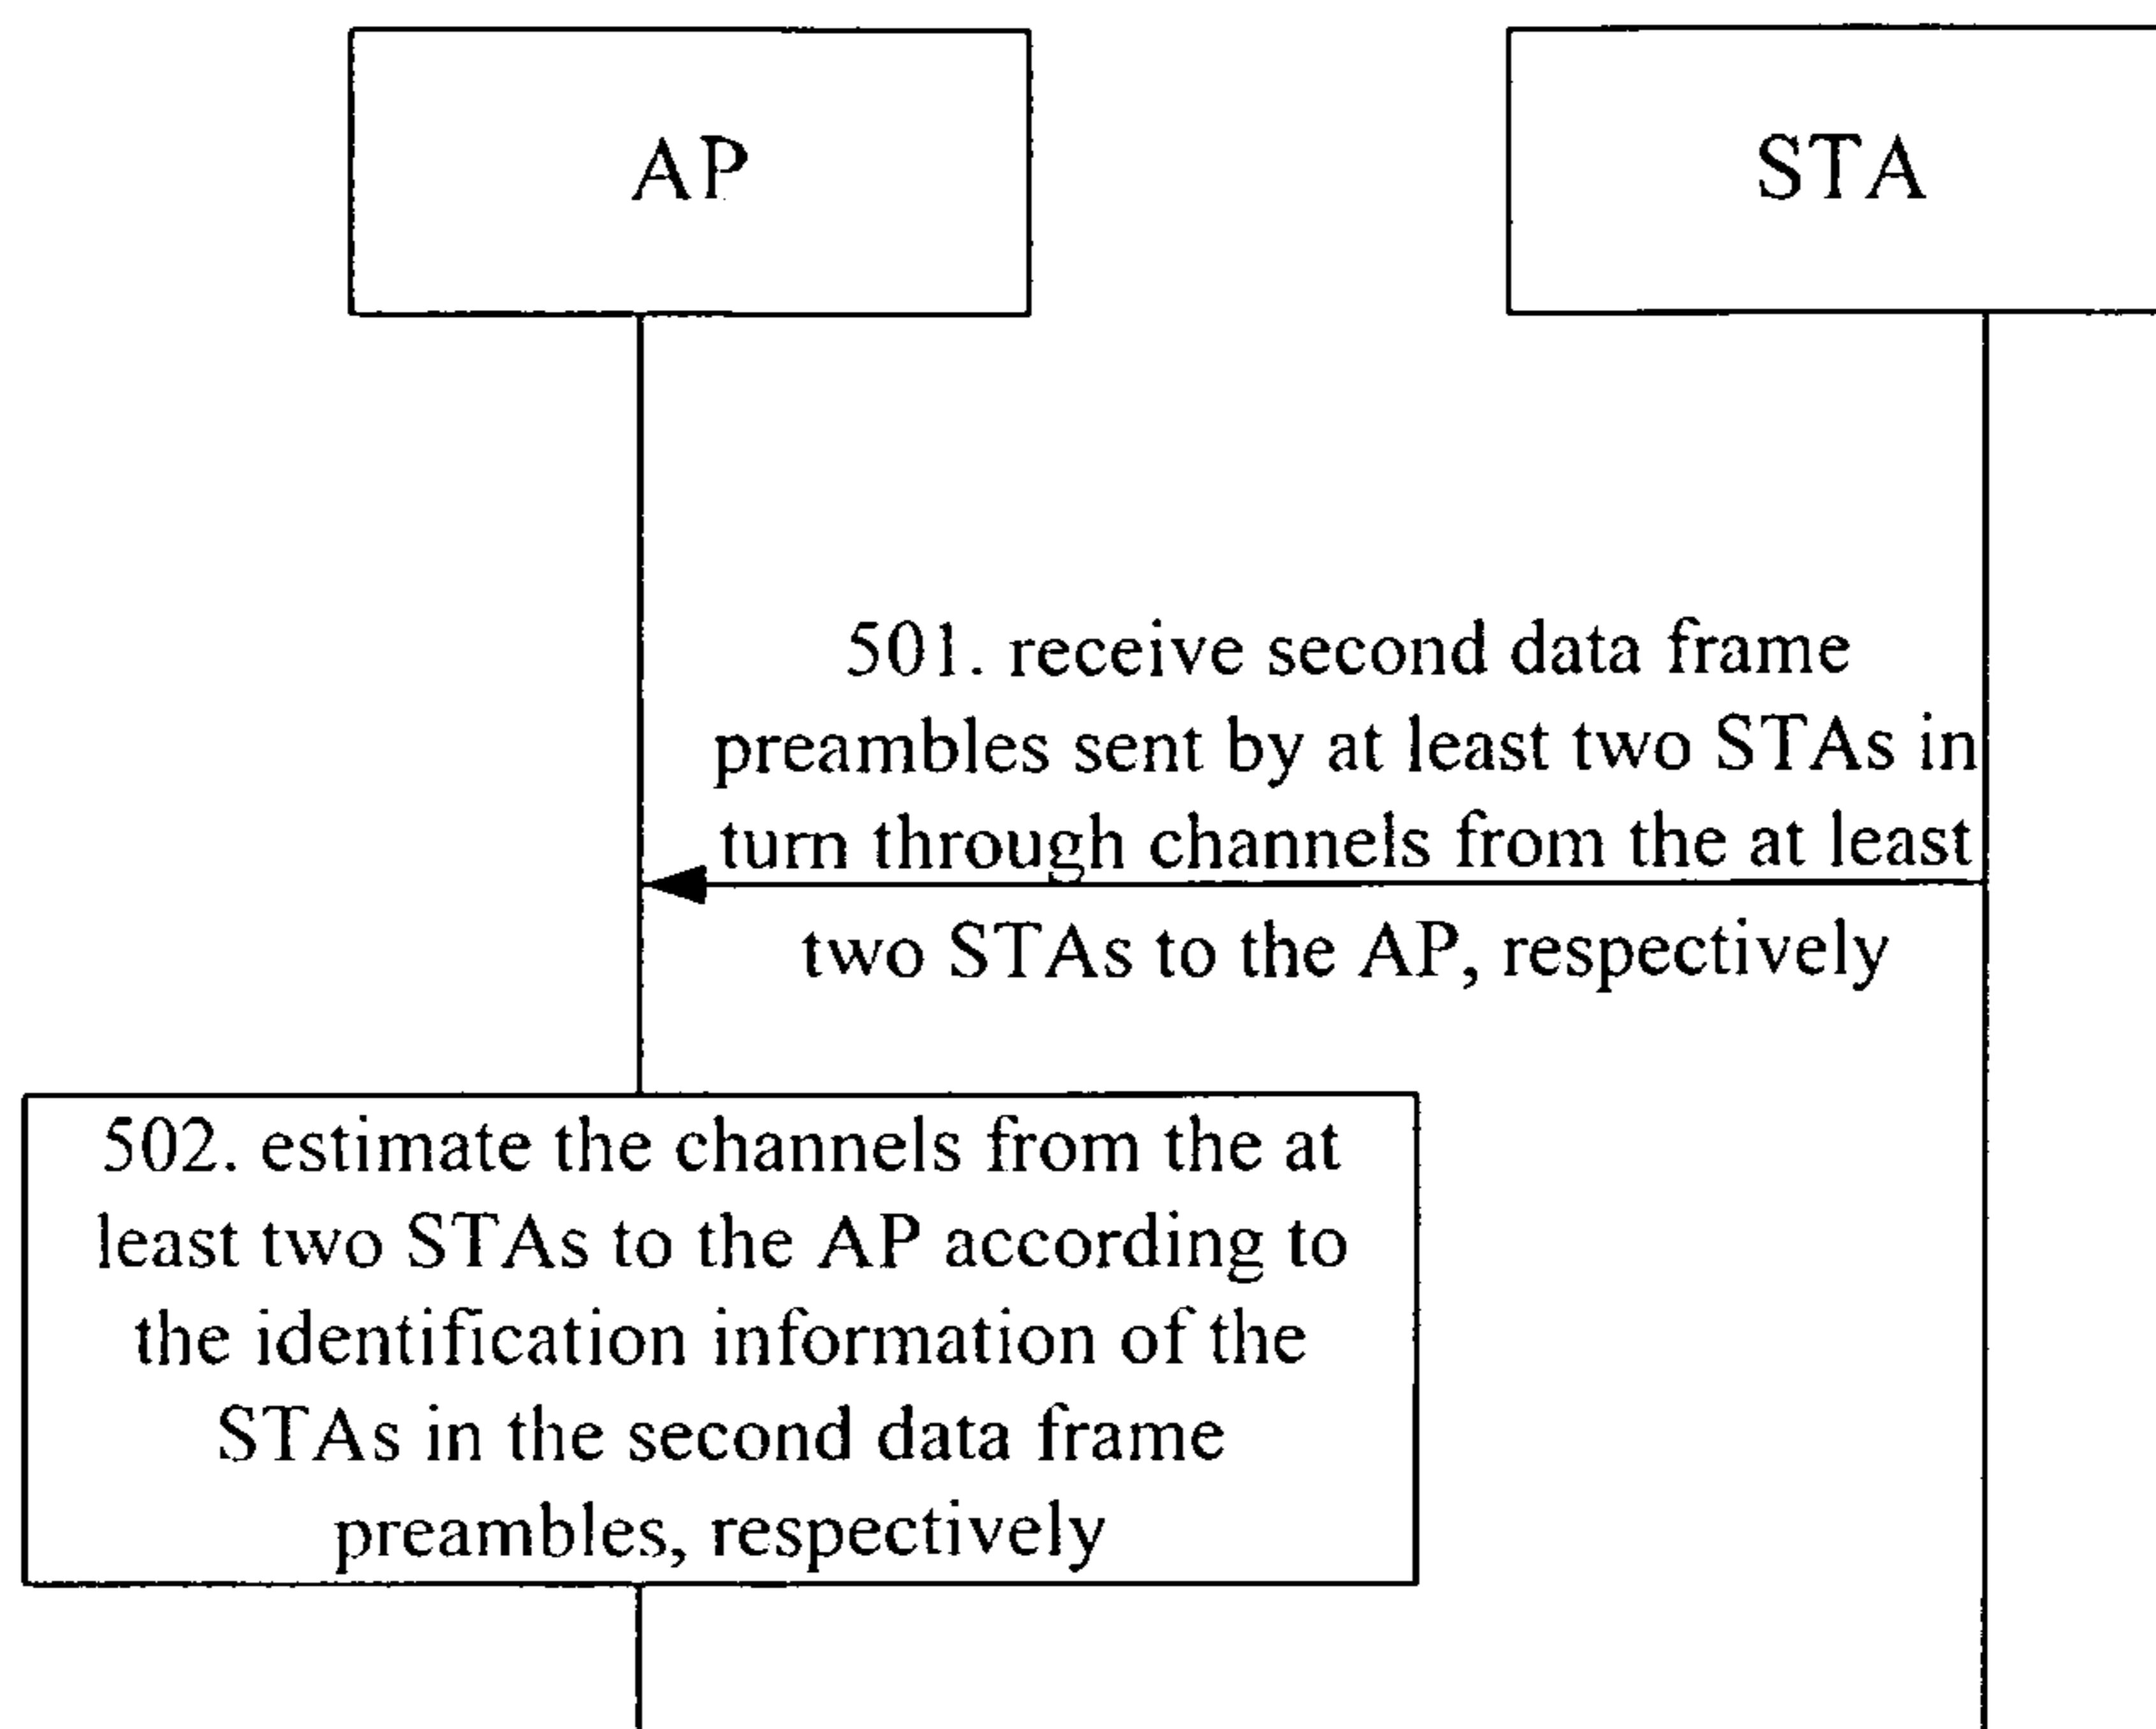 AP
STA
501. receive second data frame
preambles sent by at least two STAs in
turn through channels from the at least
two STAs to the AP, respectively
502. estimate the channels from the at
least two STAs to the AP according to
the identification information of the
STAs in the second data frame
preambles, respectively